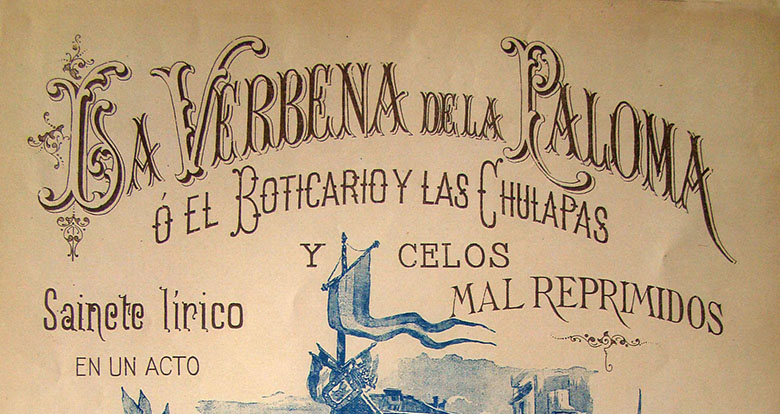 La Verbena de la Paloma
ó el Boticario y las Chulapas
y celos
mal reprimidos
Sainete lírico
en un acto